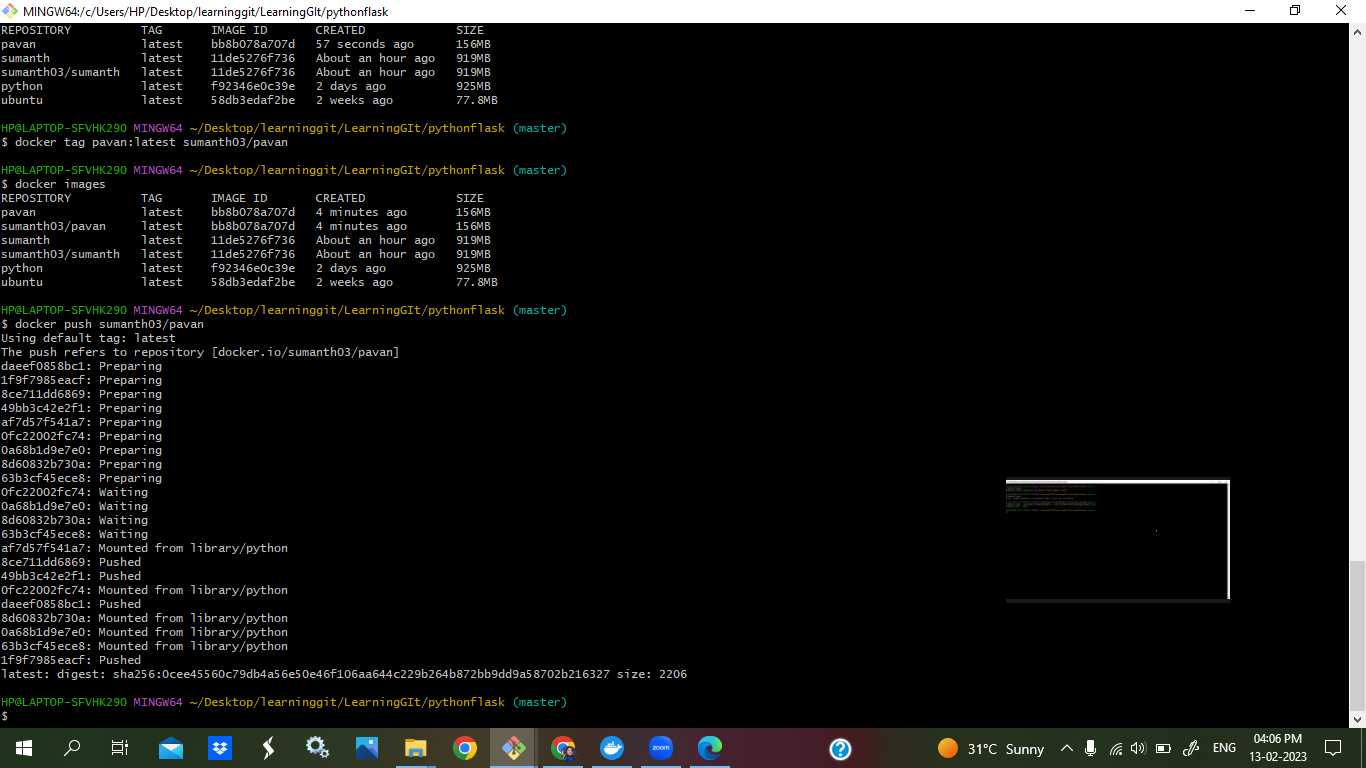 MINGW64:/c/Users/HP/Desktop/learninggit/LearningGIt/pythonflask
REPOSITORY          TAG       IMAGE ID       CREATED             SIZE
pavan               latest    bb8b078a707d   57 seconds ago      156MB
sumanth             latest    11de5276f736   About an hour ago   919MB
sumanth03/sumanth   latest    11de5276f736   About an hour ago   919MB
python              latest    f92346e0c39e   2 days ago          925MB
ubuntu              latest    58db3edaf2be   2 weeks ago         77.8MB
HP@LAPTOP-SFVHK29O MINGW64 ~/Desktop/learninggit/LearningGIt/pythonflask (master)
$ docker tag pavan:latest sumanth03/pavan
HP@LAPTOP-SFVHK29O MINGW64 ~/Desktop/learninggit/LearningGIt/pythonflask (master)
$ docker images
REPOSITORY          TAG       IMAGE ID       CREATED             SIZE
pavan               latest    bb8b078a707d   4 minutes ago       156MB
sumanth03/pavan     latest    bb8b078a707d   4 minutes ago       156MB
sumanth             latest    11de5276f736   About an hour ago   919MB
sumanth03/sumanth   latest    11de5276f736   About an hour ago   919MB
python              latest    f92346e0c39e   2 days ago          925MB
ubuntu              latest    58db3edaf2be   2 weeks ago         77.8MB
HP@LAPTOP-SFVHK29O MINGW64 ~/Desktop/learninggit/LearningGIt/pythonflask (master)
$ docker push sumanth03/pavan
Using default tag: latest
The push refers to repository [docker.io/sumanth03/pavan]
daeef0858bc1: Preparing
1f9f7985eacf: Preparing
8ce711dd6869: Preparing
49bb3c42e2f1: Preparing
af7d57f541a7: Preparing
0fc22002fc74: Preparing
0a68b1d9e7e0: Preparing
8d60832b730a: Preparing
63b3cf45ece8: Preparing
0fc22002fc74: Waiting
0a68b1d9e7e0: Waiting
8d60832b730a: Waiting
63b3cf45ece8: Waiting
af7d57f541a7: Mounted from library/python
8ce711dd6869: Pushed
49bb3c42e2f1: Pushed
0fc22002fc74: Mounted from library/python
daeef0858bc1: Pushed
8d60832b730a: Mounted from library/python
0a68b1d9e7e0: Mounted from library/python
63b3cf45ece8: Mounted from library/python
1f9f7985eacf: Pushed
latest: digest: sha256:0cee45560c79db4a56e50e46f106aa644c229b264b872bb9dd9a58702b216327 size: 2206
HP@LAPTOP-SFVHK29O MINGW64 ~/Desktop/learninggit/LearningGIt/pythonflask (master)
$
zoom
31°C Sunny
ENG
04:06 PM
13-02-2023